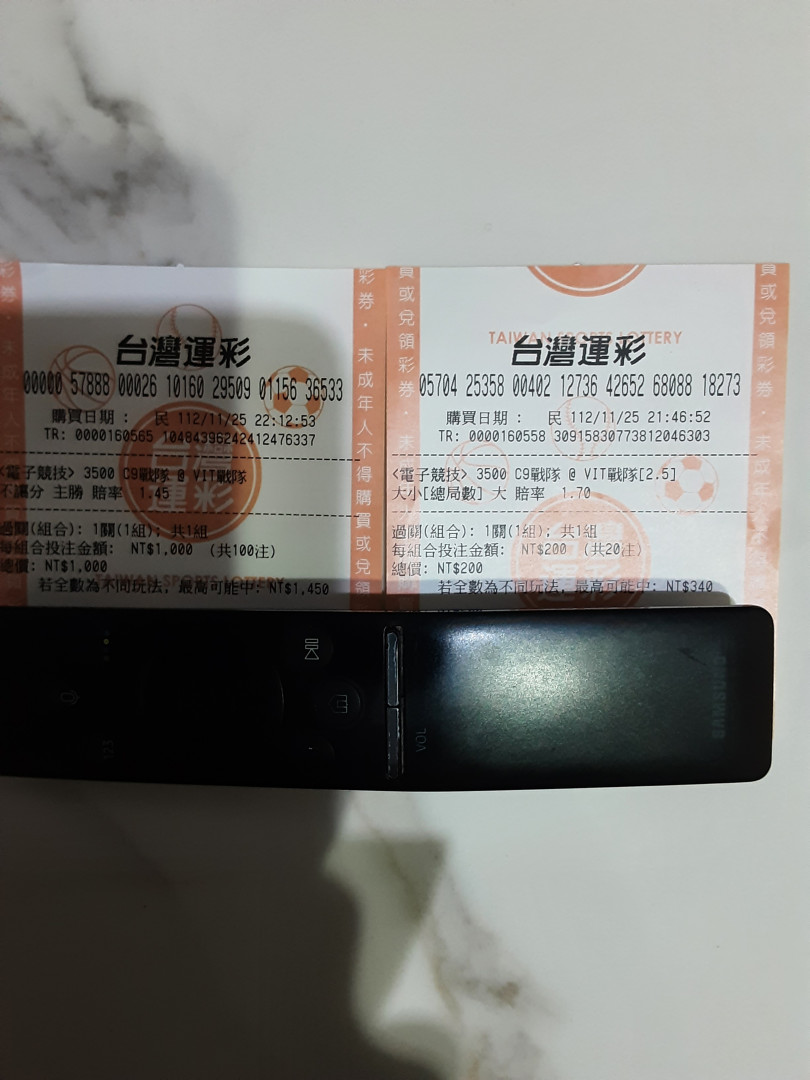 台灣運彩
00000 57888 00026 10160 29509 01156 36533
購買日期： 民 112/11/25 22:12:53
TR: 0000160565 10484396242412476337
<電子競技> 3500 C9戰隊 @ VIT戰隊
不讓分 主勝 賠率 1.45
過關(組合): 1關(1組); 共1組
每組合投注金額: NT$1,000 (共100注)
總價: NT$1,000
若全數為不同玩法, 最高可能中: NT$1,450
彩券．未成年人不得購買或兌領
TAIWAN SPORTS LOTTERY
台灣運彩
05704 25358 00402 12736 42652 68088 18273
購買日期： 民 112/11/25 21:46:52
TR: 0000160558 30915830773812046303
<電子競技> 3500 C9戰隊 @ VIT戰隊[2.5]
大小[總局數] 大 賠率 1.70
過關(組合): 1關(1組); 共1組
每組合投注金額: NT$200 (共20注)
總價: NT$200
若全數為不同玩法, 最高可能中: NT$340
或兌領彩券．未
VOL
SAMSUNG
123